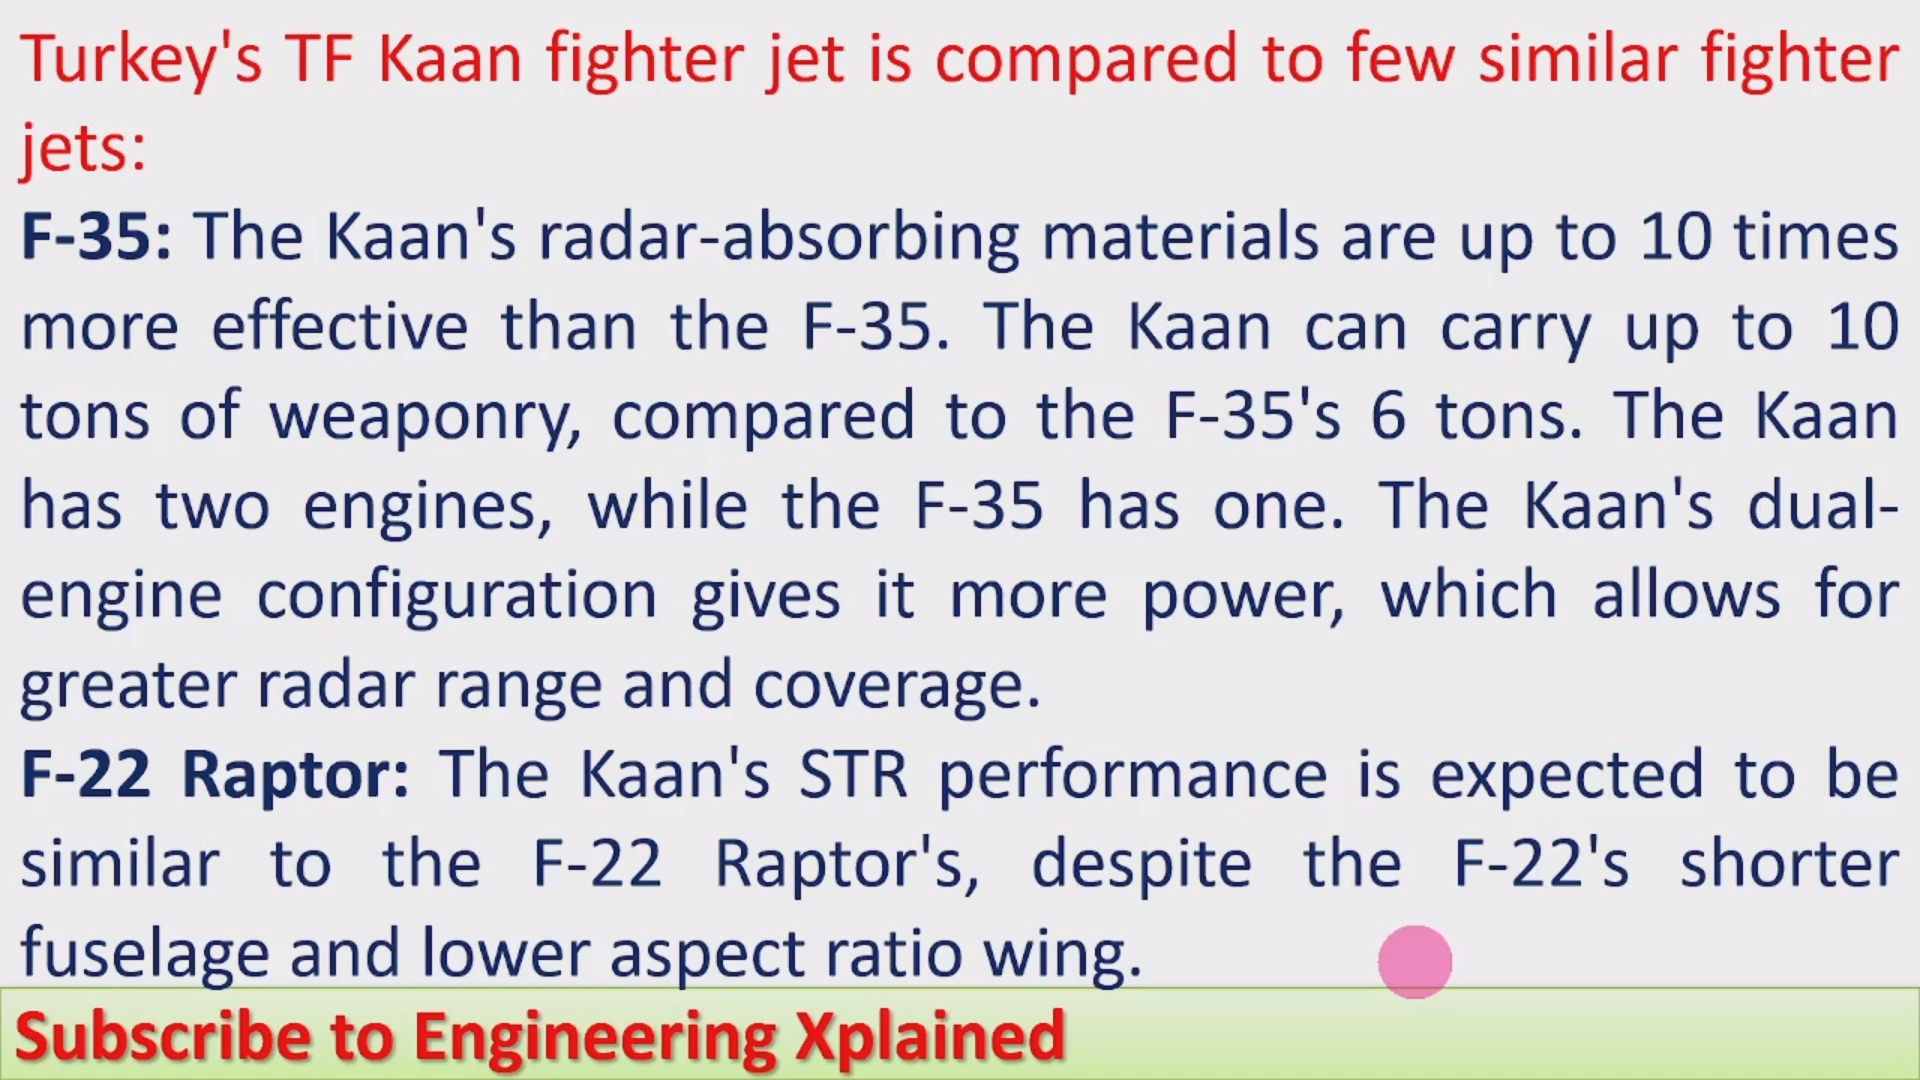 Turkey's TF Kaan fighter jet is compared to few similar fighter
jets:
F-35: The Kaan's radar-absorbing materials are up to 10 times
more effective than the F-35. The Kaan can carry up to 10
tons of weaponry, compared to the F-35's 6 tons. The Kaan
has two engines, while the F-35 has one. The Kaan's dual-
engine configuration gives it more power, which allows for
greater radar range and coverage.
F-22 Raptor: The Kaan's STR performance is expected to be
similar to the F-22 Raptor's, despite the F-22's shorter
fuselage and lower aspect ratio wing.
Subscribe to Engineering Xplained